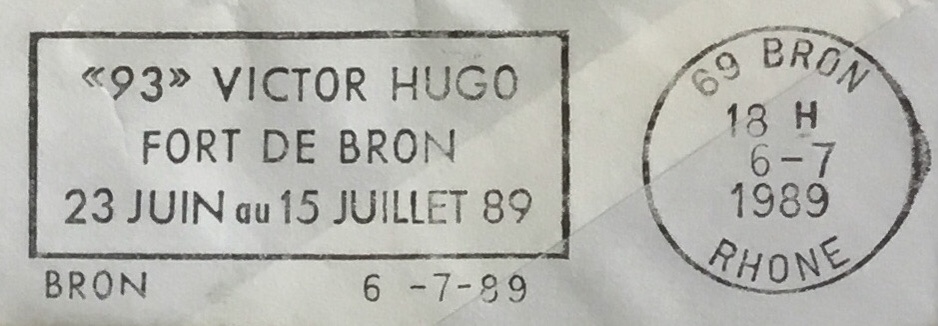 «93» VICTOR HUGO
FORT DE BRON
23 JUIN au 15 JUILLET 89
BRON 6 -7-89
69 BRON
18 H
6-7
1989
RHONE